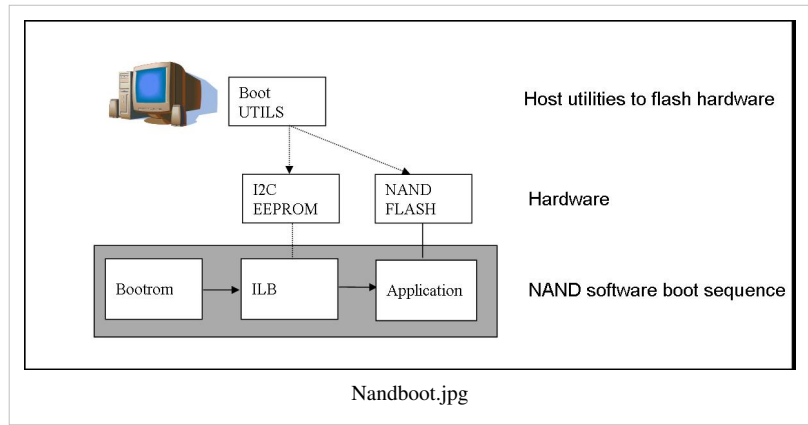 Boot
UTILS
Host utilities to flash hardware
I2C
EEPROM
NAND
FLASH
Hardware
Bootrom
ILB
Application
NAND software boot sequence
Nandboot.jpg